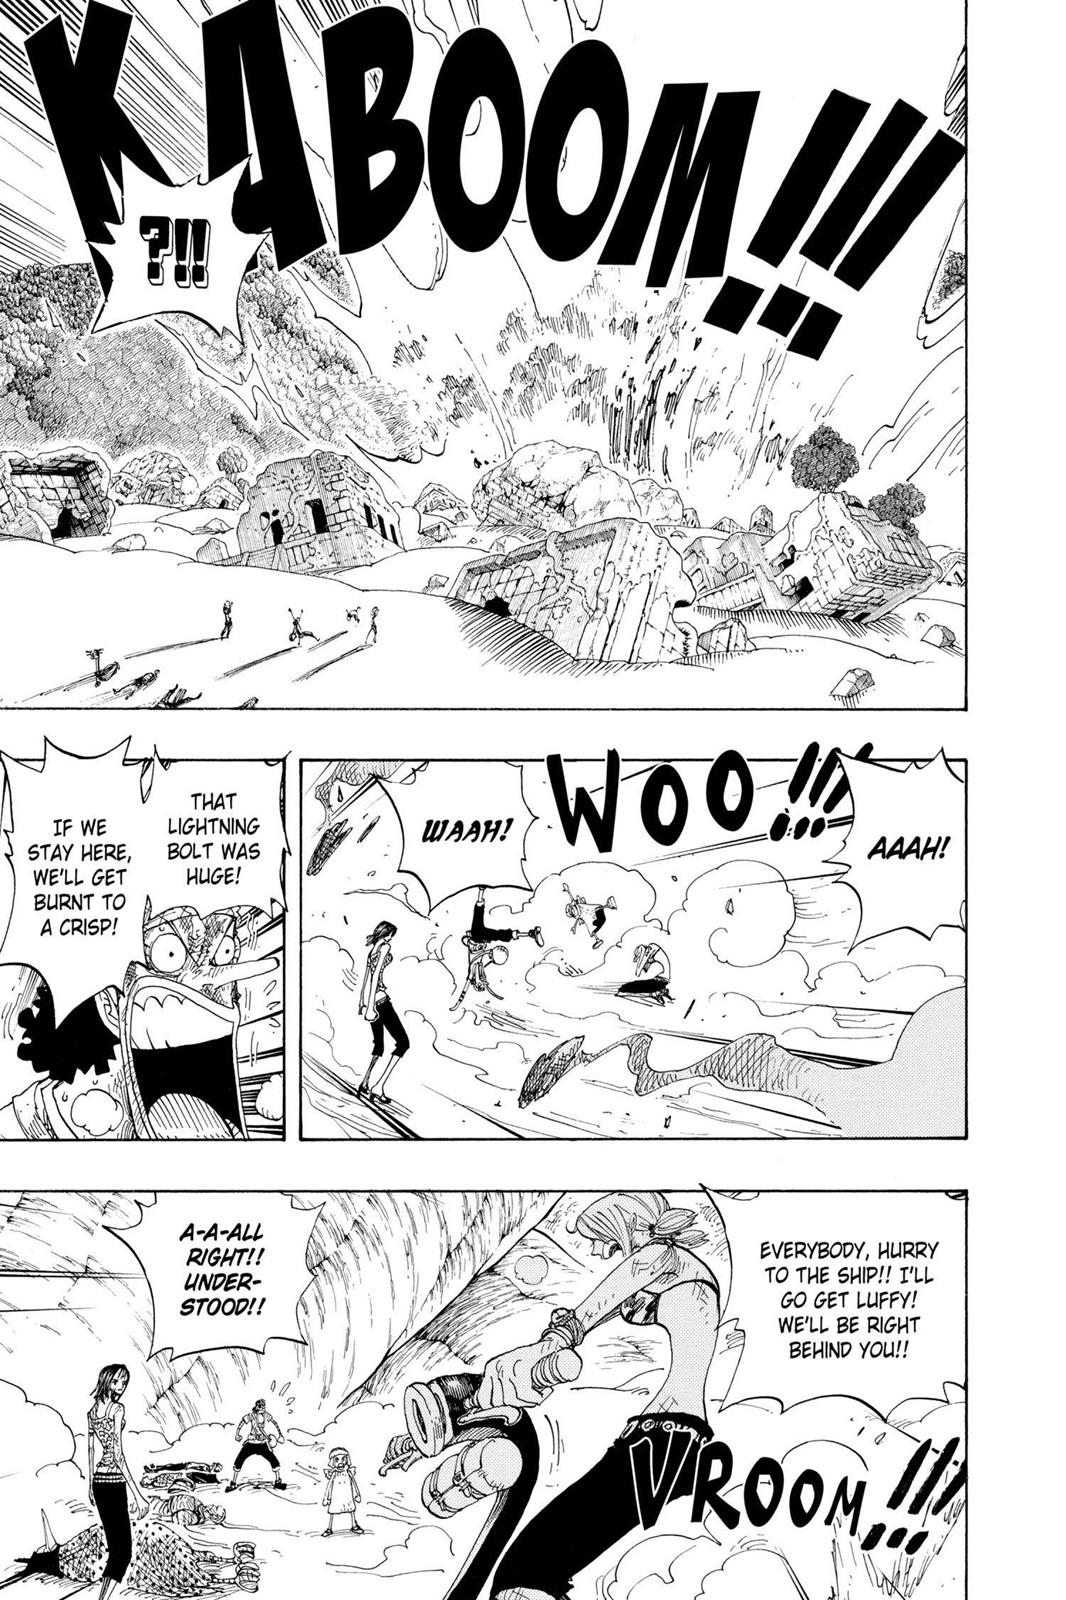 KABOOM!!!...
?!!
AAAH!
WOO!!!...
WAAH!
THAT
LIGHTNING
BOLT WAS
HUGE!
IF WE
STAY HERE,
WE'LL GET
BURNT TO
A CRISP!
EVERYBODY, HURRY
TO THE SHIP!! I'LL
GO GET LUFFY!
WE'LL BE RIGHT
BEHIND YOU!!
VROOM!!!...
A-A-ALL
RIGHT!!
UNDER-
STOOD!!